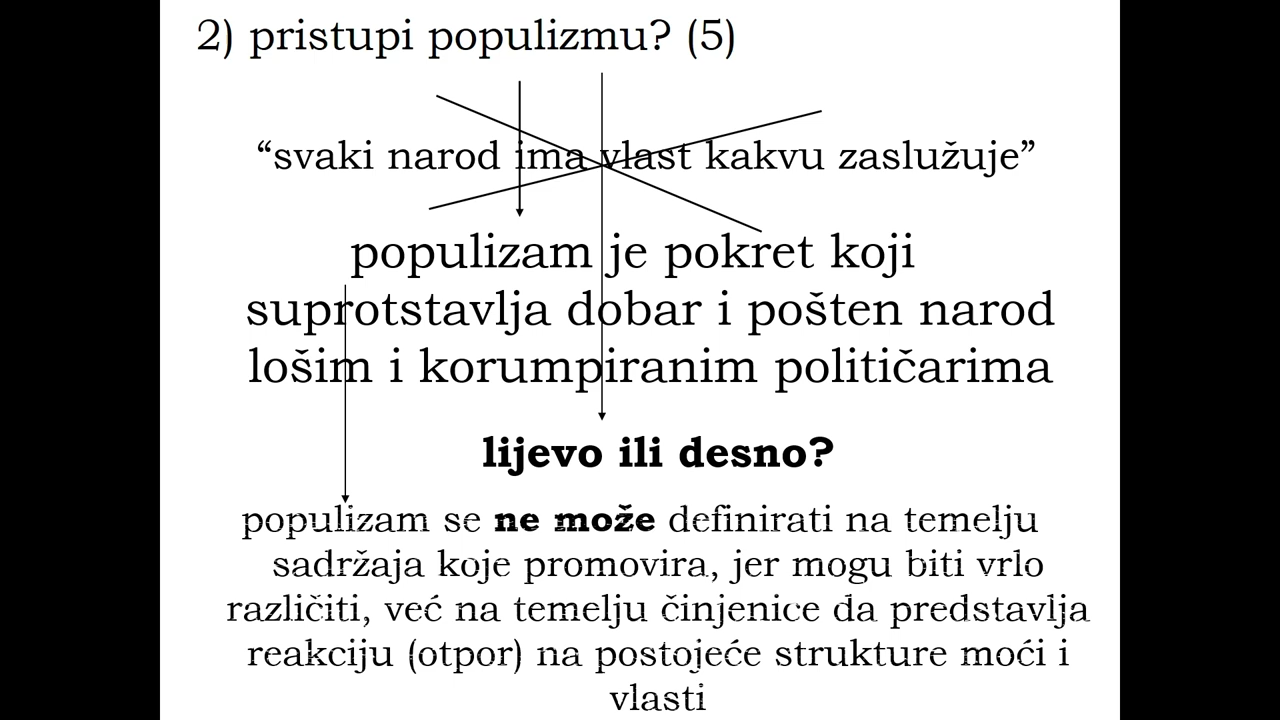 2) pristupi populizmu? (5)
“svaki narod ima vlast kakvu zaslužuje”
populizam je pokret koji
suprotstavlja dobar i pošten narod
lošim i korumpiranim političarima
lijevo ili desno?
populizam se ne može definirati na temelju
sadržaja koje promovira, jer mogu biti vrlo
različiti, već na temelju činjenice da predstavlja
reakciju (otpor) na postojeće strukture moći i
vlasti